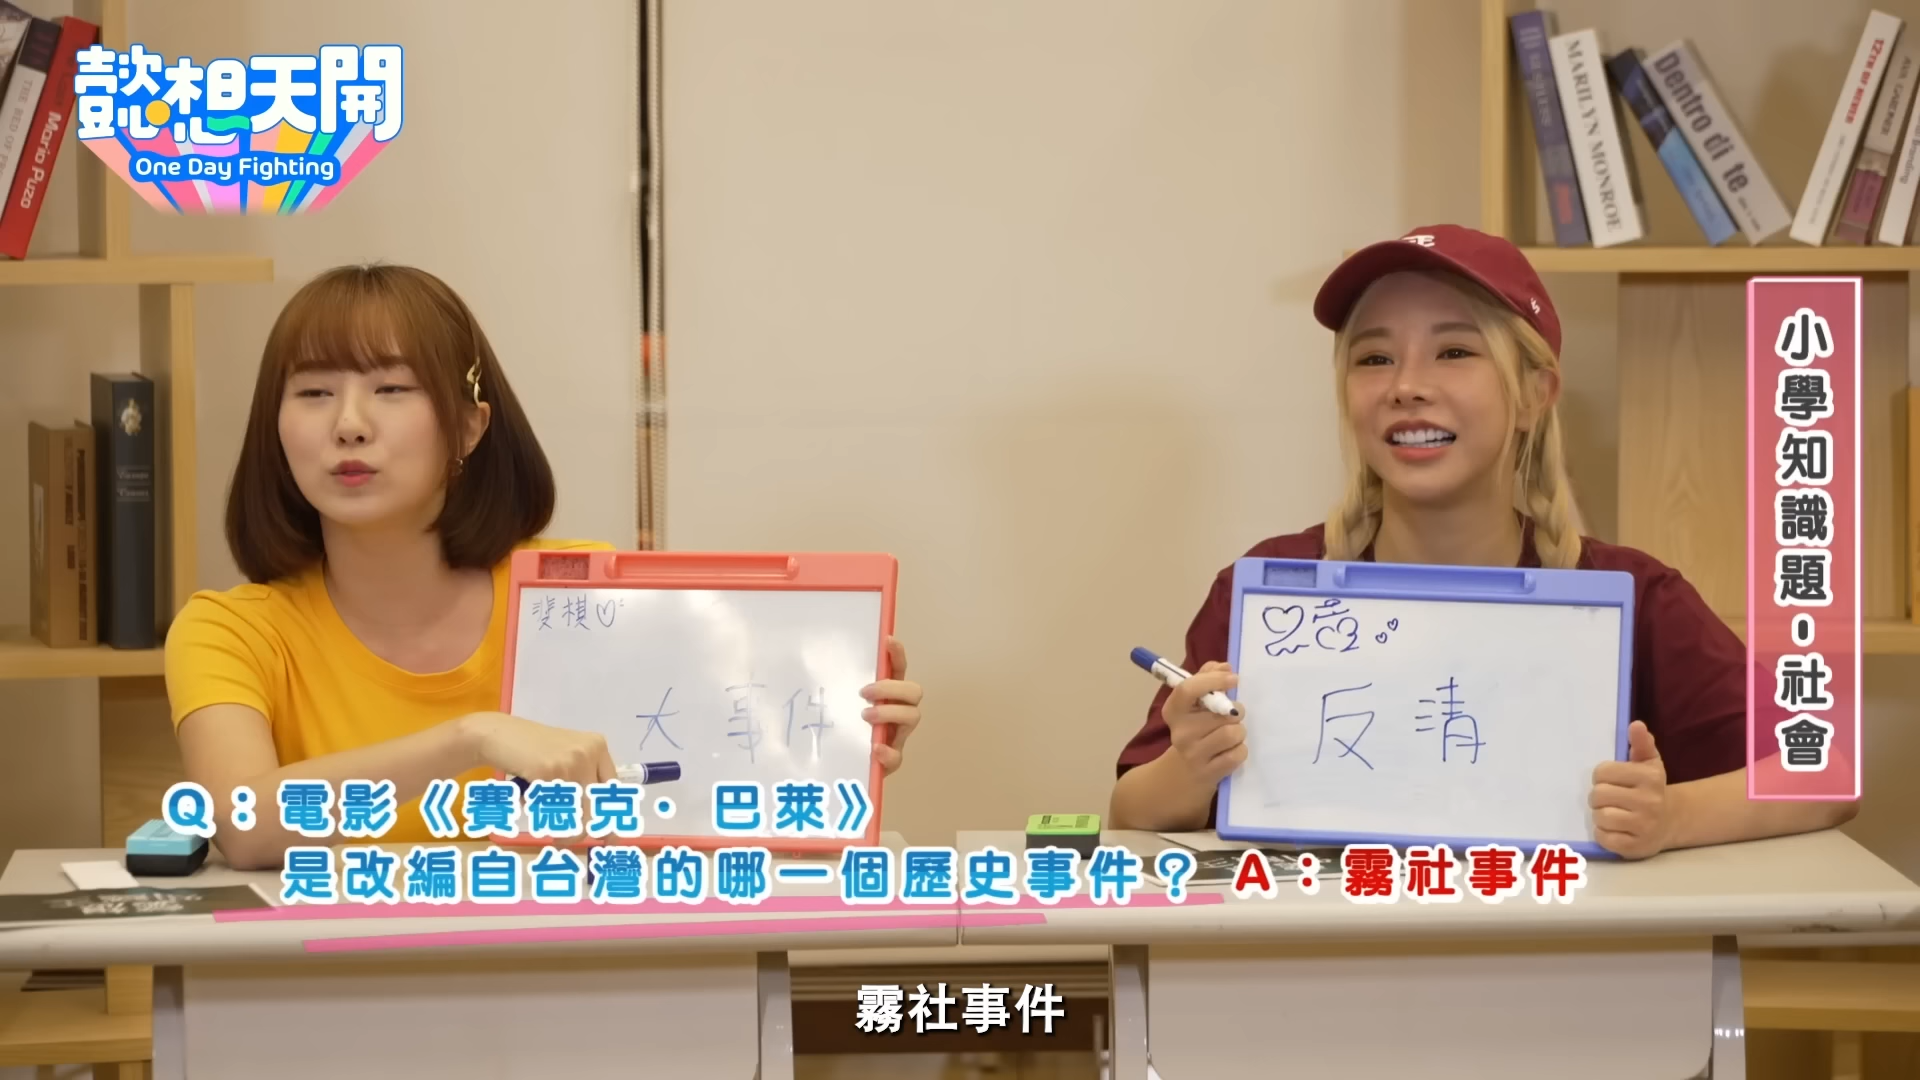 懿想天開
One Day Fighting
Mario Puzo
MARILYN MONROE
Dentro di te
小學知識題·社會
斐棋♡
大事件
反清
Q：電影《賽德克·巴萊》
是改編自台灣的哪一個歷史事件？
A：霧社事件
霧社事件